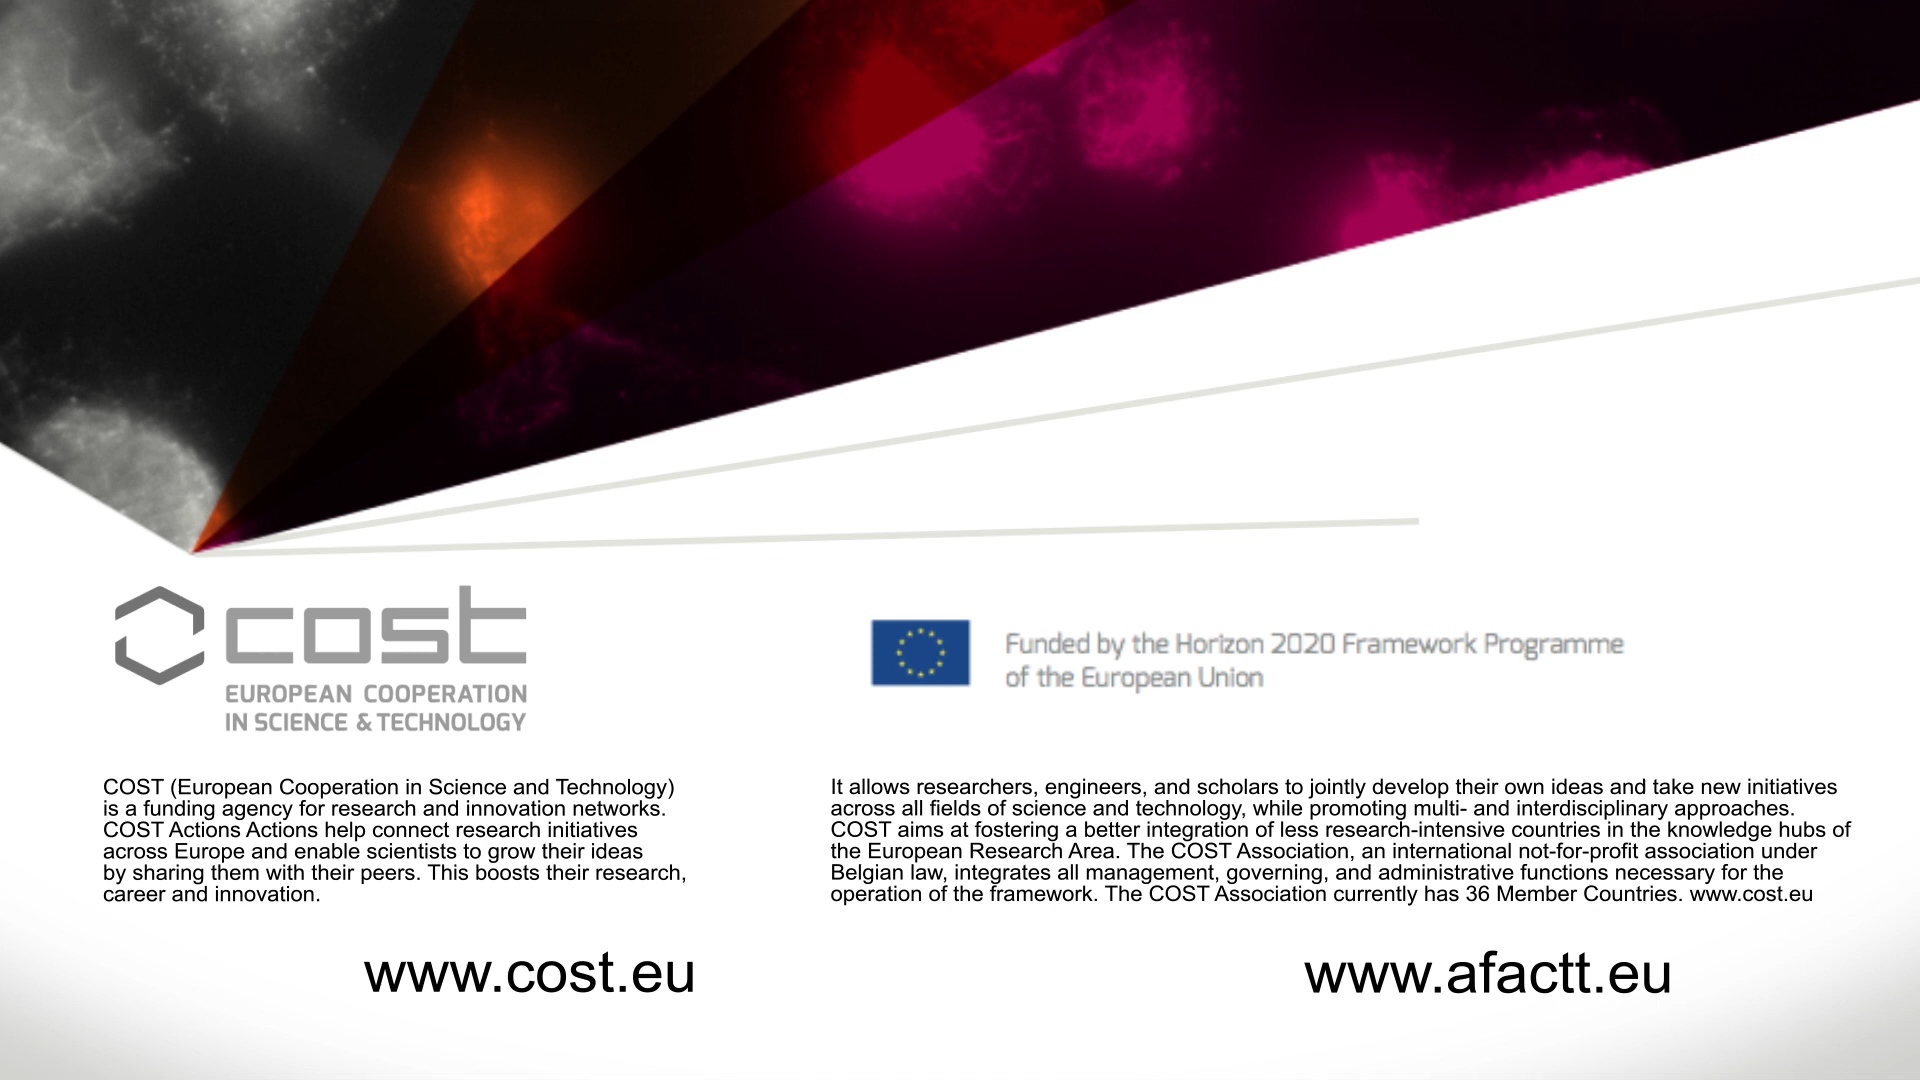 cost
EUROPEAN COOPERATION
IN SCIENCE & TECHNOLOGY
Funded by the Horizon 2020 Framework Programme
of the European Union
COST (European Cooperation in Science and Technology)
is a funding agency for research and innovation networks.
COST Actions Actions help connect research initiatives
across Europe and enable scientists to grow their ideas
by sharing them with their peers. This boosts their research,
career and innovation.
It allows researchers, engineers, and scholars to jointly develop their own ideas and take new initiatives
across all fields of science and technology, while promoting multi- and interdisciplinary approaches.
COST aims at fostering a better integration of less research-intensive countries in the knowledge hubs of
the European Research Area. The COST Association, an international not-for-profit association under
Belgian law, integrates all management, governing, and administrative functions necessary for the
operation of the framework. The COST Association currently has 36 Member Countries. www.cost.eu
www.cost.eu
www.afactt.eu